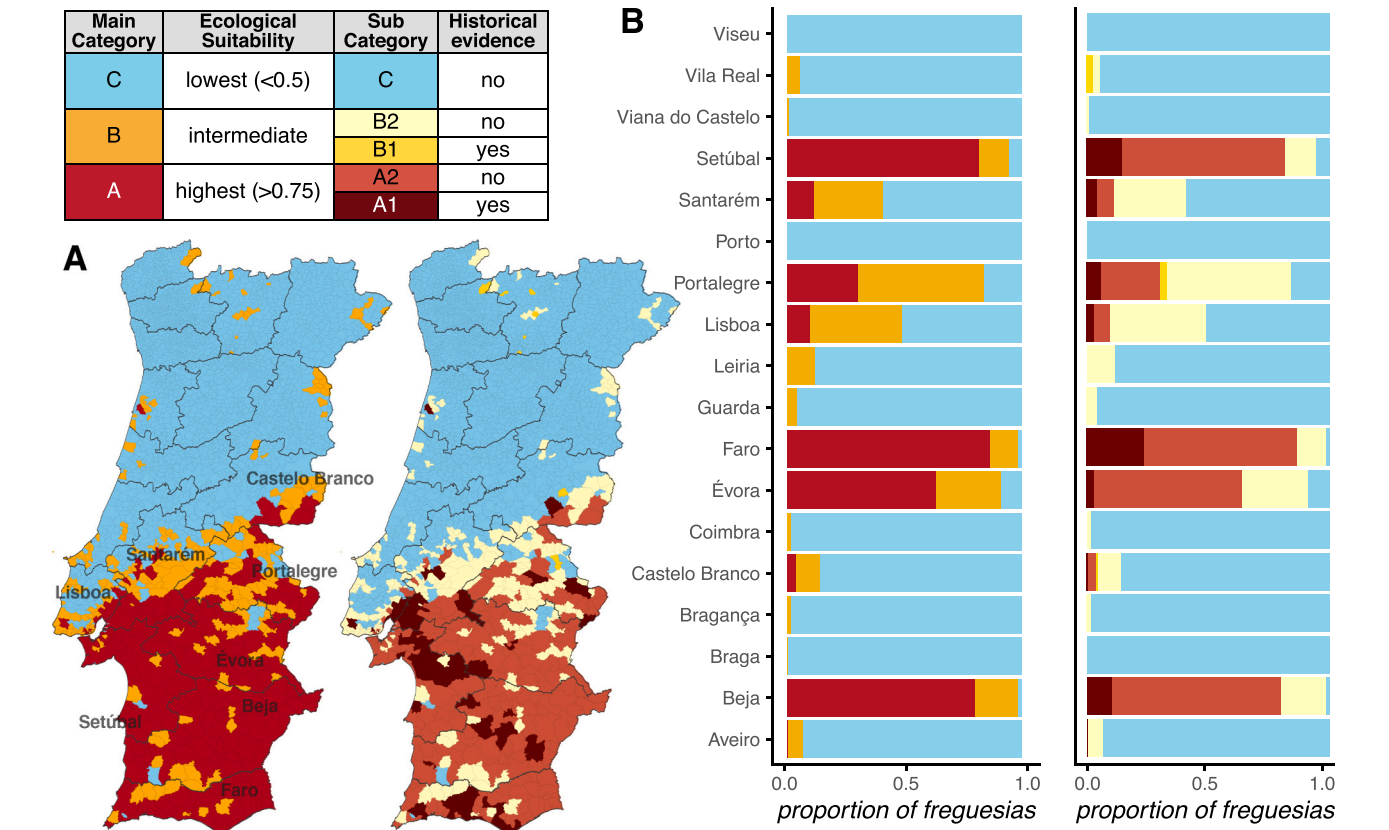 Main Category
Ecological Suitability
Sub Category
Historical evidence
C
lowest (<0.5)
C
no
B
intermediate
B2
no
B1
yes
A
highest (>0.75)
A2
no
A1
yes
A
Castelo Branco
Santarém
Portalegre
Lisboa
Évora
Beja
Setúbal
Faro
B
Viseu
Vila Real
Viana do Castelo
Setúbal
Santarém
Porto
Portalegre
Lisboa
Leiria
Guarda
Faro
Évora
Coimbra
Castelo Branco
Bragança
Braga
Beja
Aveiro
0.0 0.5 1.0
proportion of freguesias
0.0 0.5 1.0
proportion of freguesias